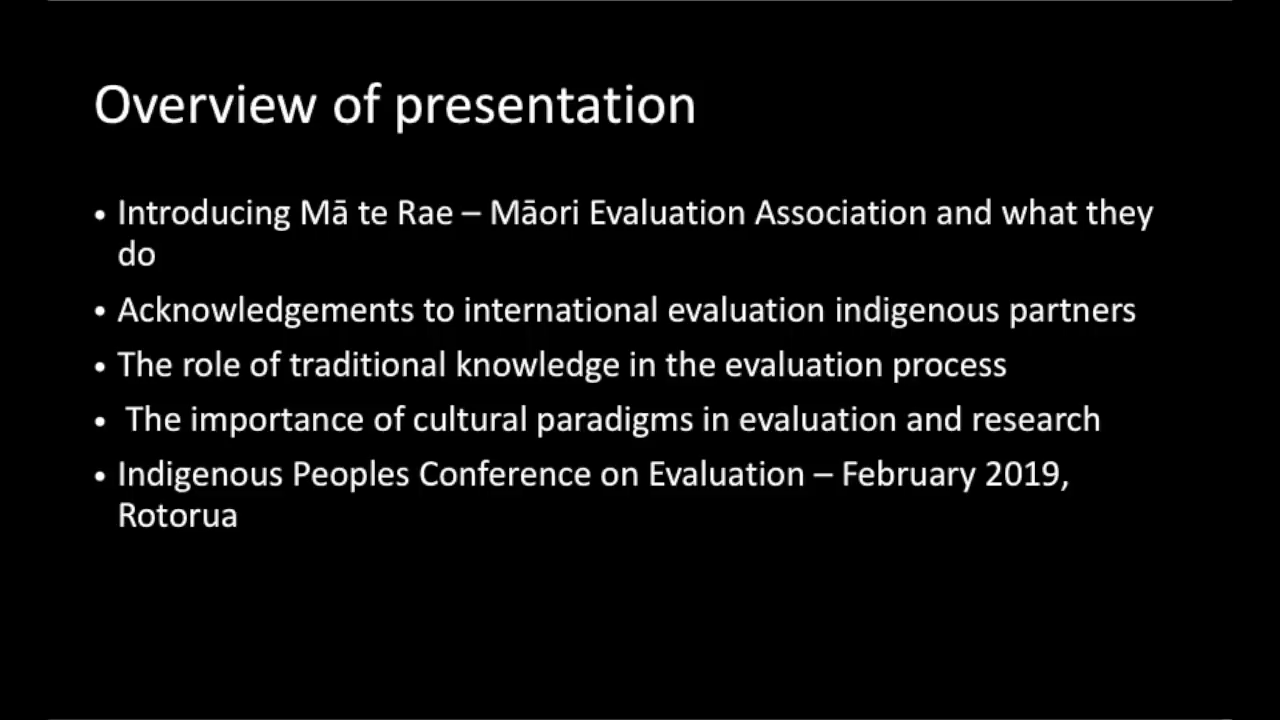 Overview of presentation
• Introducing Mā te Rae – Māori Evaluation Association and what they
do
• Acknowledgements to international evaluation indigenous partners
• The role of traditional knowledge in the evaluation process
• The importance of cultural paradigms in evaluation and research
• Indigenous Peoples Conference on Evaluation – February 2019,
Rotorua